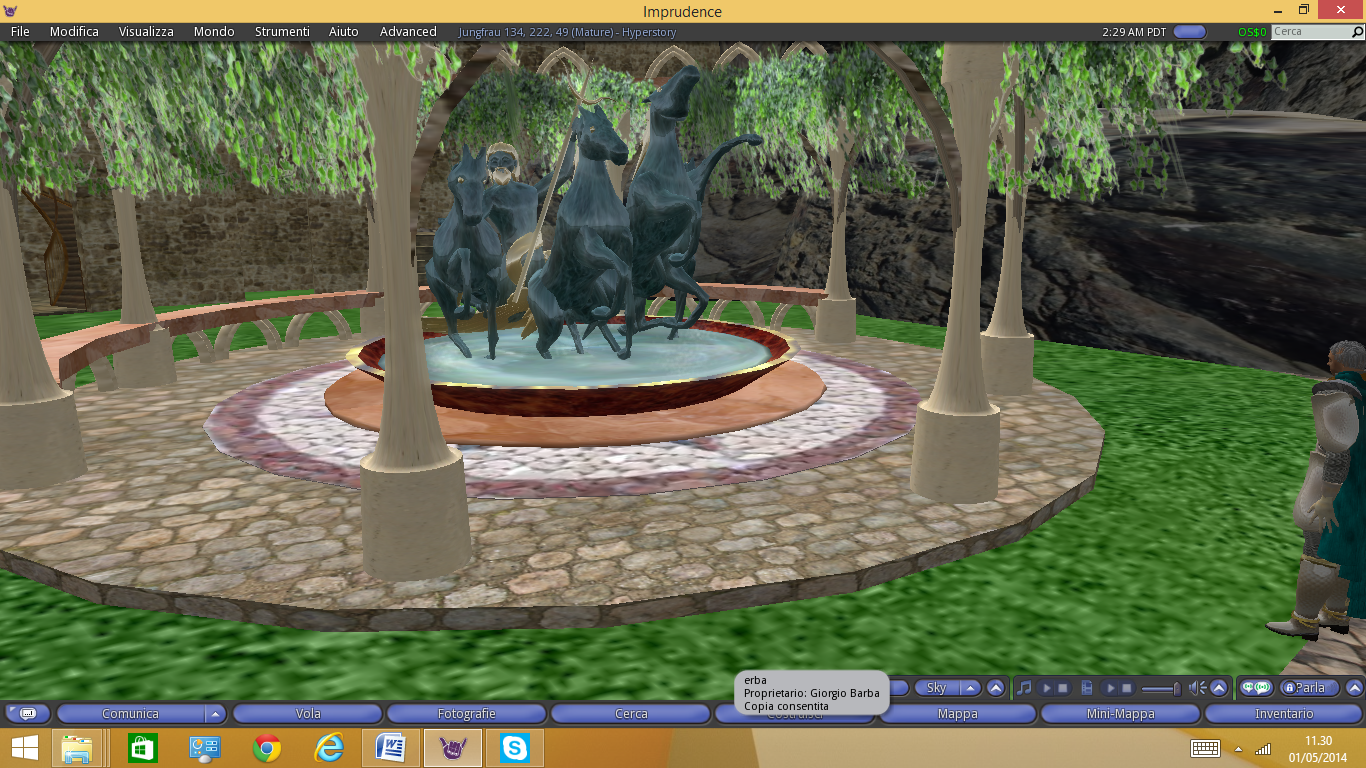 Imprudence
File Modifica Visualizza Mondo Strumenti Aiuto Advanced Jungfrau 134, 222, 49 (Mature) - Hyperstory 2:29 AM PDT OS$0 Cerca
erba
Proprietario: Giorgio Barba
Copia consentita
Sky Parla
Comunica Vola Fotografie Cerca Mappa Mini-Mappa Inventario
11.30
01/05/2014